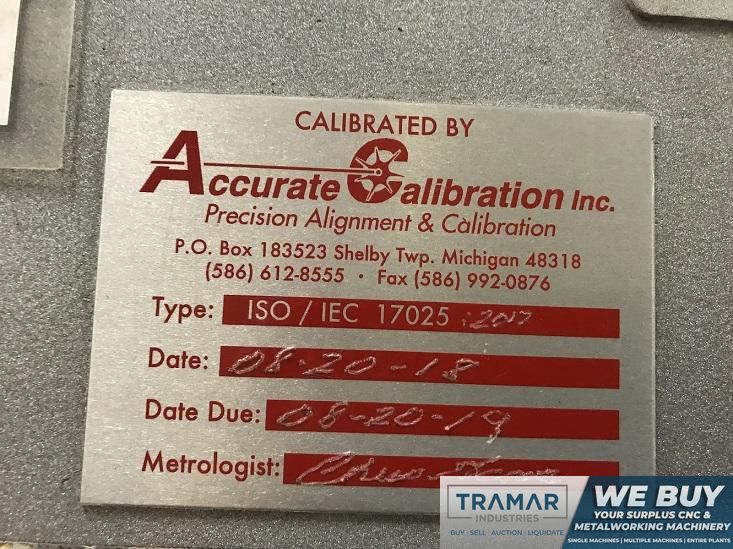 CALIBRATED BY
Accurate Calibration Inc.
Precision Alignment & Calibration
P.O. Box 183523 Shelby Twp. Michigan 48318
(586) 612-8555 • Fax (586) 992-0876
Type: ISO / IEC 17025 :2017
Date: 08-20-18
Date Due: 08-20-19
Metrologist:
TRAMAR
INDUSTRIES
BUY | SELL | AUCTION | LIQUIDATE
WE BUY
YOUR SURPLUS CNC &
METALWORKING MACHINERY
SINGLE MACHINES | MULTIPLE MACHINES | ENTIRE PLANTS